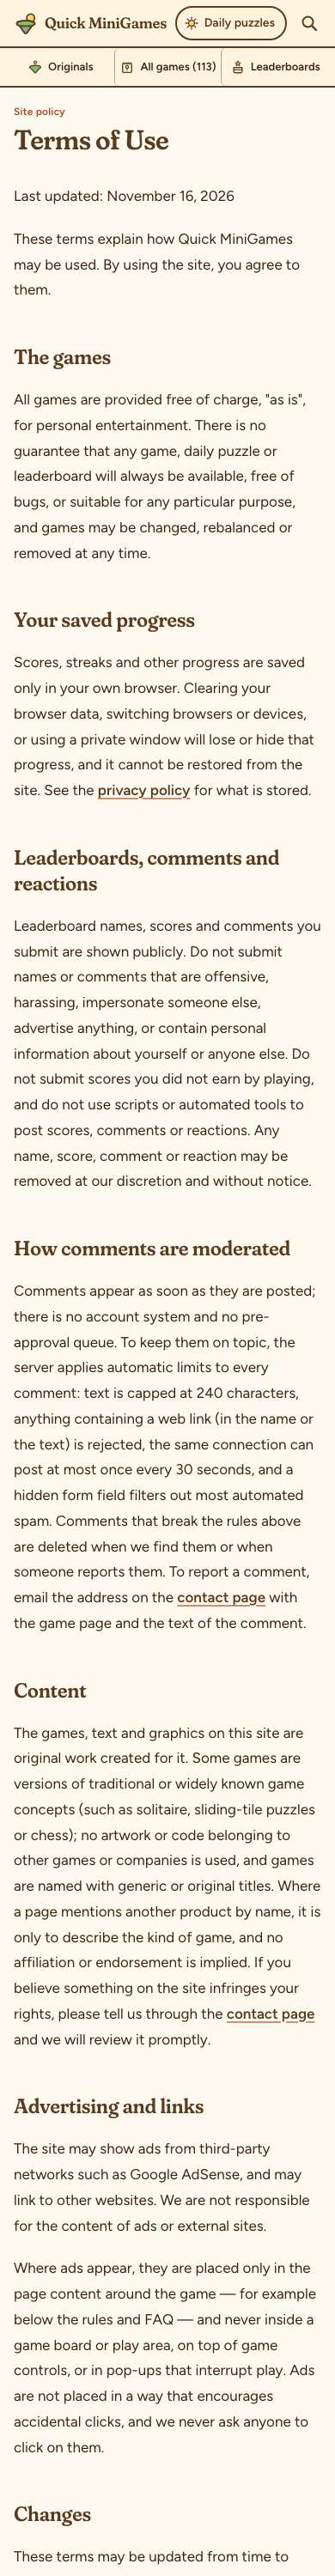 Quick MiniGames
Daily puzzles
Originals
All games (113)
Leaderboards
Site policy
Terms of Use
Last updated: November 16, 2026
These terms explain how Quick MiniGames
may be used. By using the site, you agree to
them.
The games
All games are provided free of charge, "as is",
for personal entertainment. There is no
guarantee that any game, daily puzzle or
leaderboard will always be available, free of
bugs, or suitable for any particular purpose,
and games may be changed, rebalanced or
removed at any time.
Your saved progress
Scores, streaks and other progress are saved
only in your own browser. Clearing your
browser data, switching browsers or devices,
or using a private window will lose or hide that
progress, and it cannot be restored from the
site. See the privacy policy for what is stored.
Leaderboards, comments and
reactions
Leaderboard names, scores and comments you
submit are shown publicly. Do not submit
names or comments that are offensive,
harassing, impersonate someone else,
advertise anything, or contain personal
information about yourself or anyone else. Do
not submit scores you did not earn by playing,
and do not use scripts or automated tools to
post scores, comments or reactions. Any
name, score, comment or reaction may be
removed at our discretion and without notice.
How comments are moderated
Comments appear as soon as they are posted;
there is no account system and no pre-
approval queue. To keep them on topic, the
server applies automatic limits to every
comment: text is capped at 240 characters,
anything containing a web link (in the name or
the text) is rejected, the same connection can
post at most once every 30 seconds, and a
hidden form field filters out most automated
spam. Comments that break the rules above
are deleted when we find them or when
someone reports them. To report a comment,
email the address on the contact page with
the game page and the text of the comment.
Content
The games, text and graphics on this site are
original work created for it. Some games are
versions of traditional or widely known game
concepts (such as solitaire, sliding-tile puzzles
or chess); no artwork or code belonging to
other games or companies is used, and games
are named with generic or original titles. Where
a page mentions another product by name, it is
only to describe the kind of game, and no
affiliation or endorsement is implied. If you
believe something on the site infringes your
rights, please tell us through the contact page
and we will review it promptly.
Advertising and links
The site may show ads from third-party
networks such as Google AdSense, and may
link to other websites. We are not responsible
for the content of ads or external sites.
Where ads appear, they are placed only in the
page content around the game — for example
below the rules and FAQ — and never inside a
game board or play area, on top of game
controls, or in pop-ups that interrupt play. Ads
are not placed in a way that encourages
accidental clicks, and we never ask anyone to
click on them.
Changes
These terms may be updated from time to